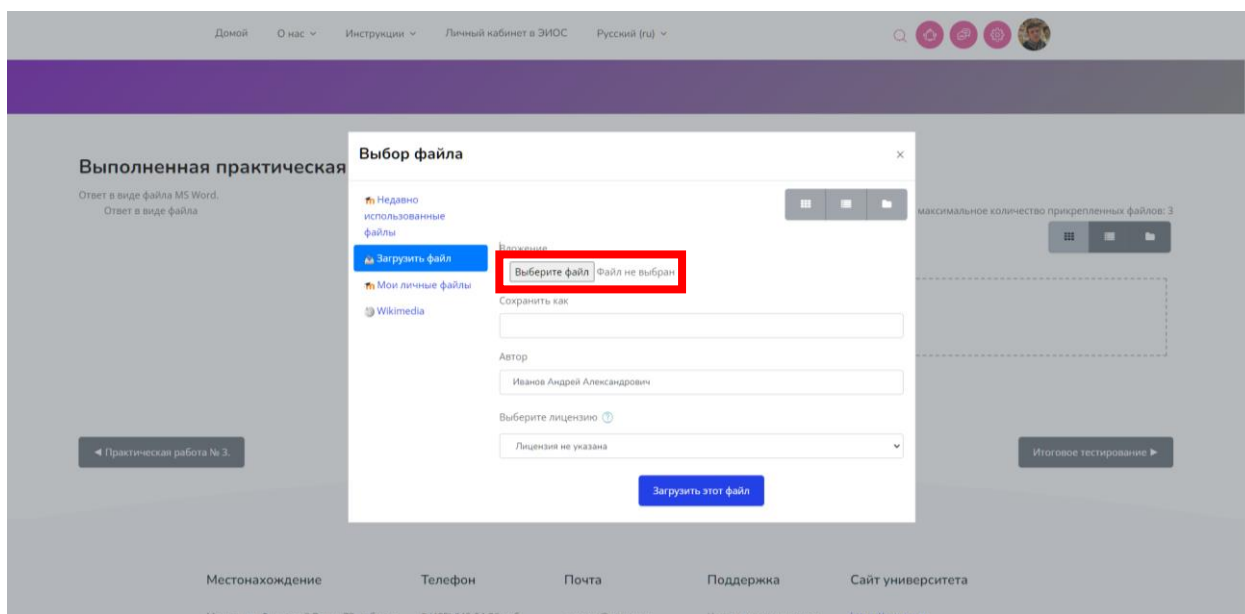 Домой О нас Инструкции Личный кабинет в ЭИОС Русский (ru)
Выбор файла
×
Выполненная практическая
Ответ в виде файла MS Word.
Ответ в виде файла
Недавно
использованные
файлы
Загрузить файл
Мои личные файлы
Wikimedia
Вложение
Выберите файл Файл не выбран
Сохранить как
Автор
Иванов Андрей Александрович
Выберите лицензию ?
Лицензия не указана
Загрузить этот файл
максимальное количество прикрепленных файлов: 3
◄ Практическая работа № 3.
Итоговое тестирование ►
Местонахождение Телефон Почта Поддержка Сайт университета